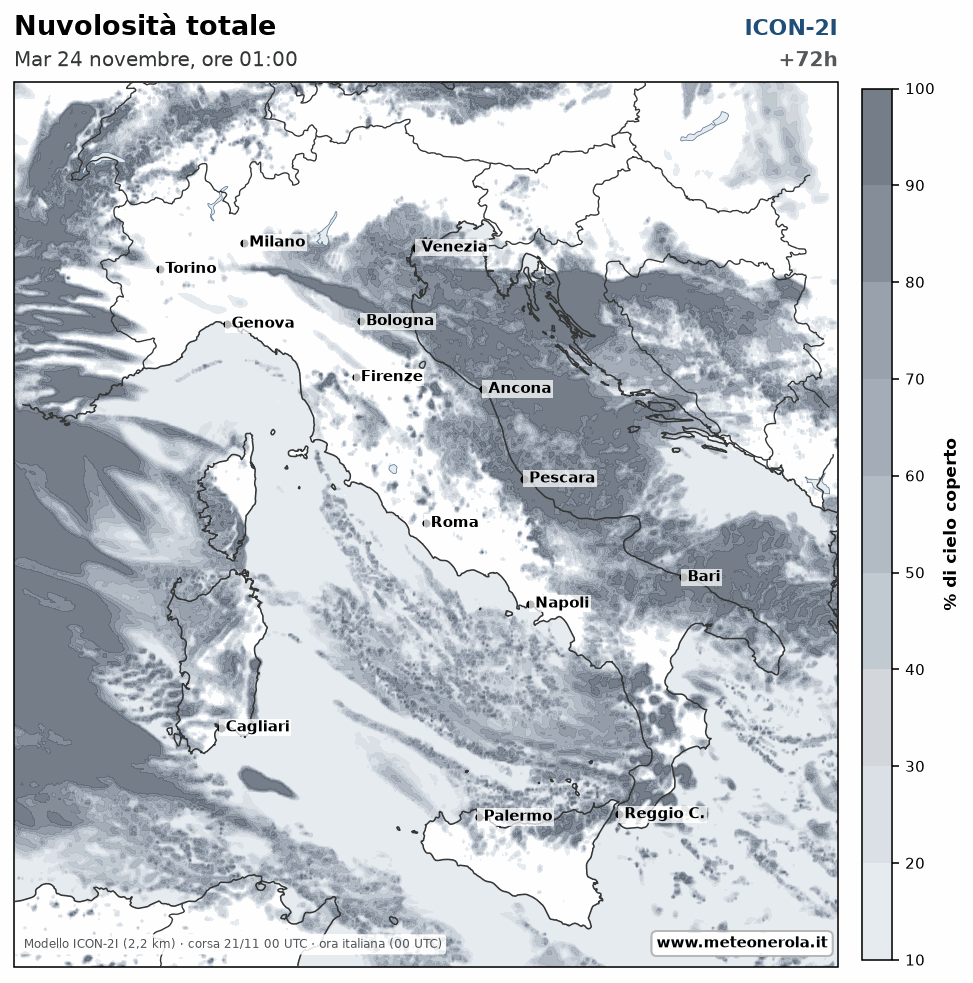 Nuvolosità totale
ICON-2I
Mar 24 novembre, ore 01:00
+72h
100
90
80
70
60
50
40
30
20
10
% di cielo coperto
Milano
Venezia
Torino
Genova
Bologna
Firenze
Ancona
Pescara
Roma
Bari
Napoli
Cagliari
Palermo
Reggio C.
Modello ICON-2I (2,2 km) · corsa 21/11 00 UTC · ora italiana (00 UTC)
www.meteonerola.it